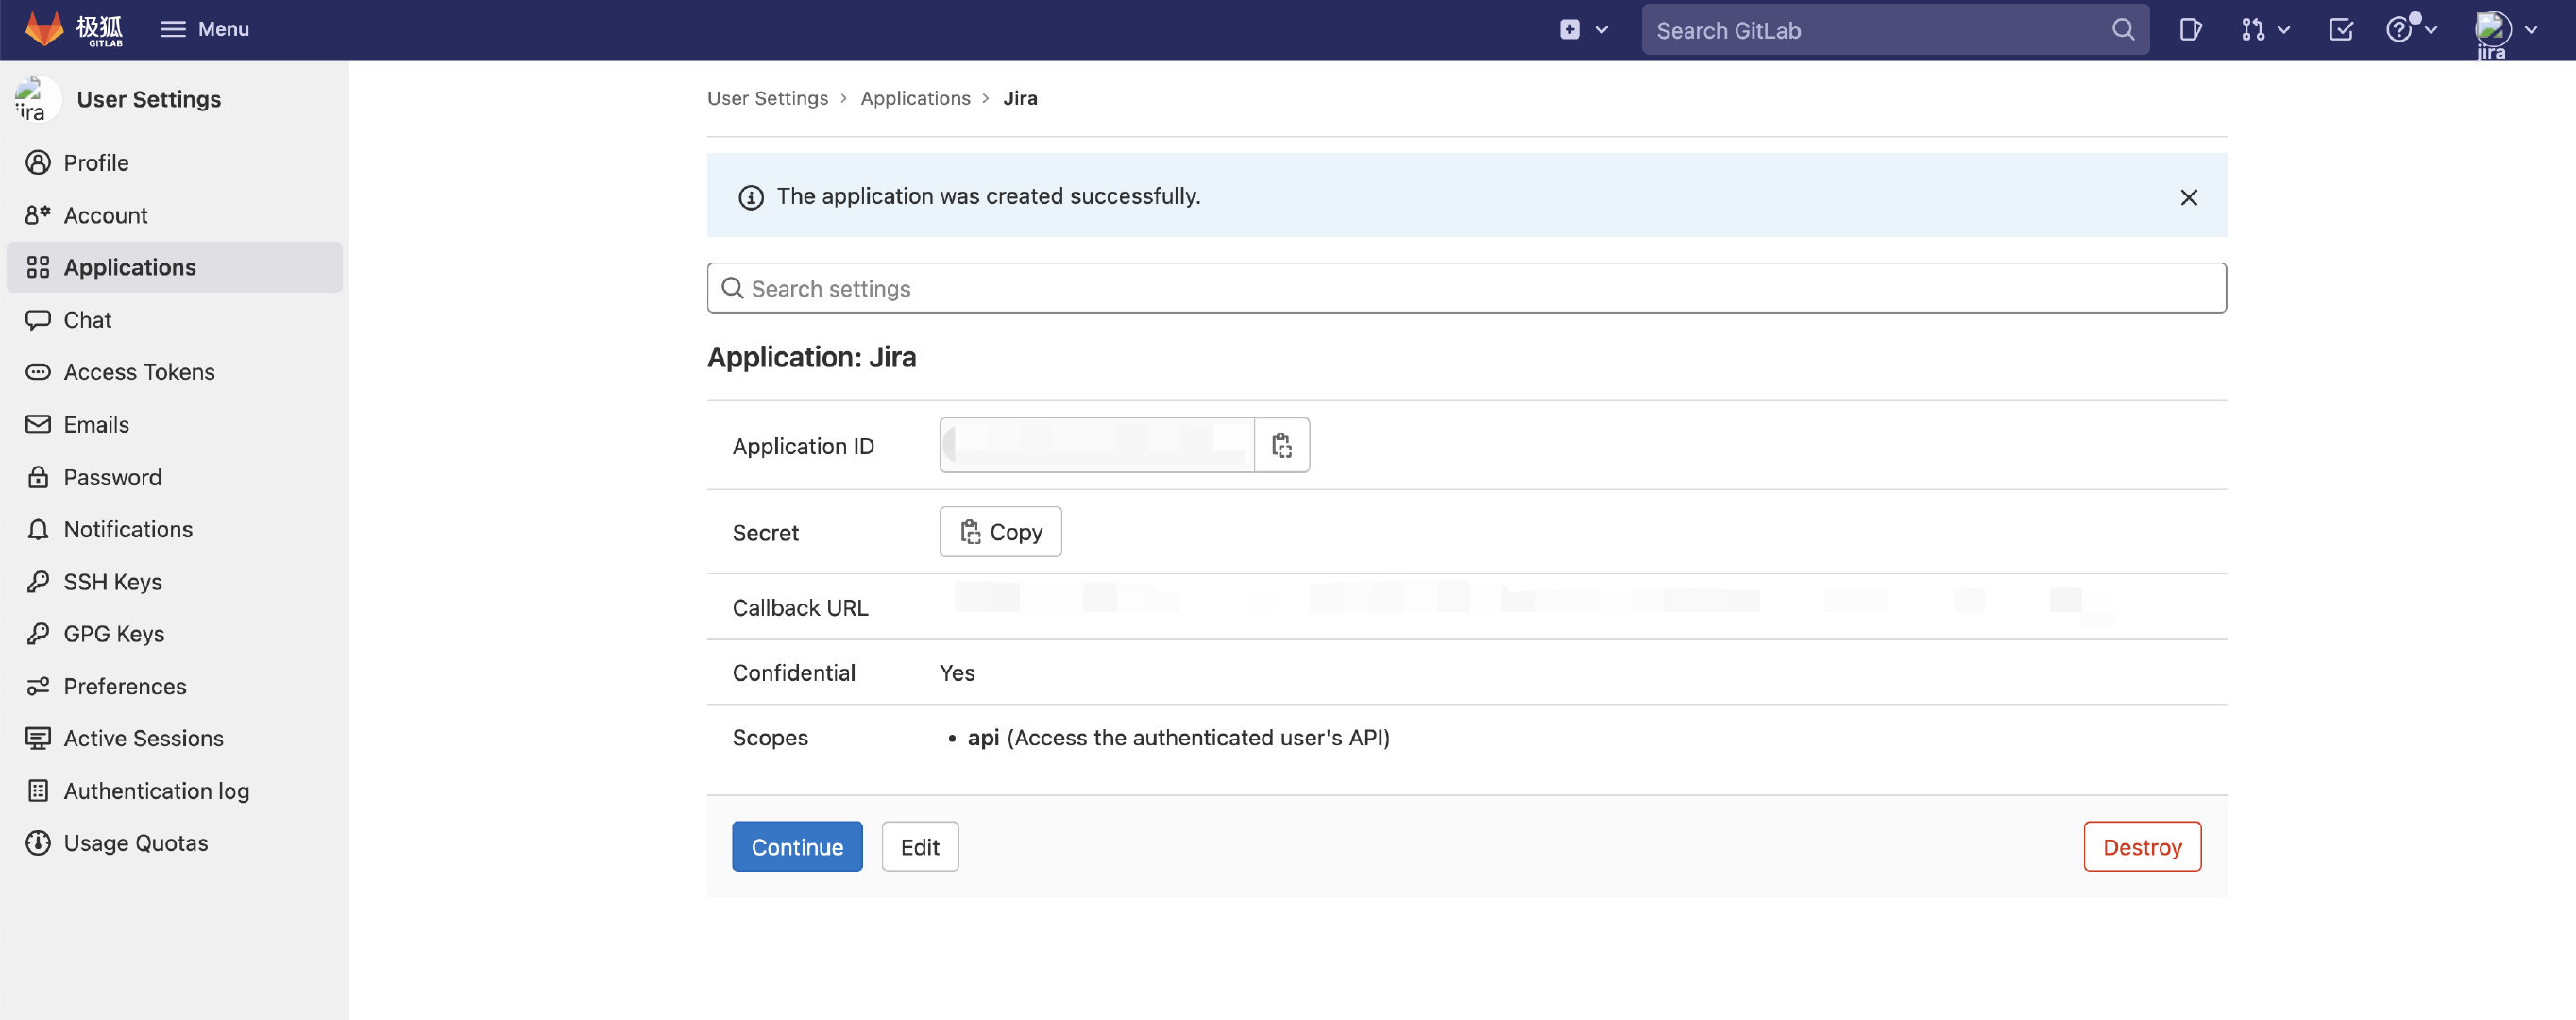 极狐
GITLAB
Menu
Search GitLab
jira
jira
User Settings
Profile
Account
Applications
Chat
Access Tokens
Emails
Password
Notifications
SSH Keys
GPG Keys
Preferences
Active Sessions
Authentication log
Usage Quotas
User Settings › Applications › Jira
The application was created successfully.
Search settings
Application: Jira
Application ID
Secret Copy
Callback URL
Confidential Yes
Scopes • api (Access the authenticated user's API)
Continue Edit Destroy